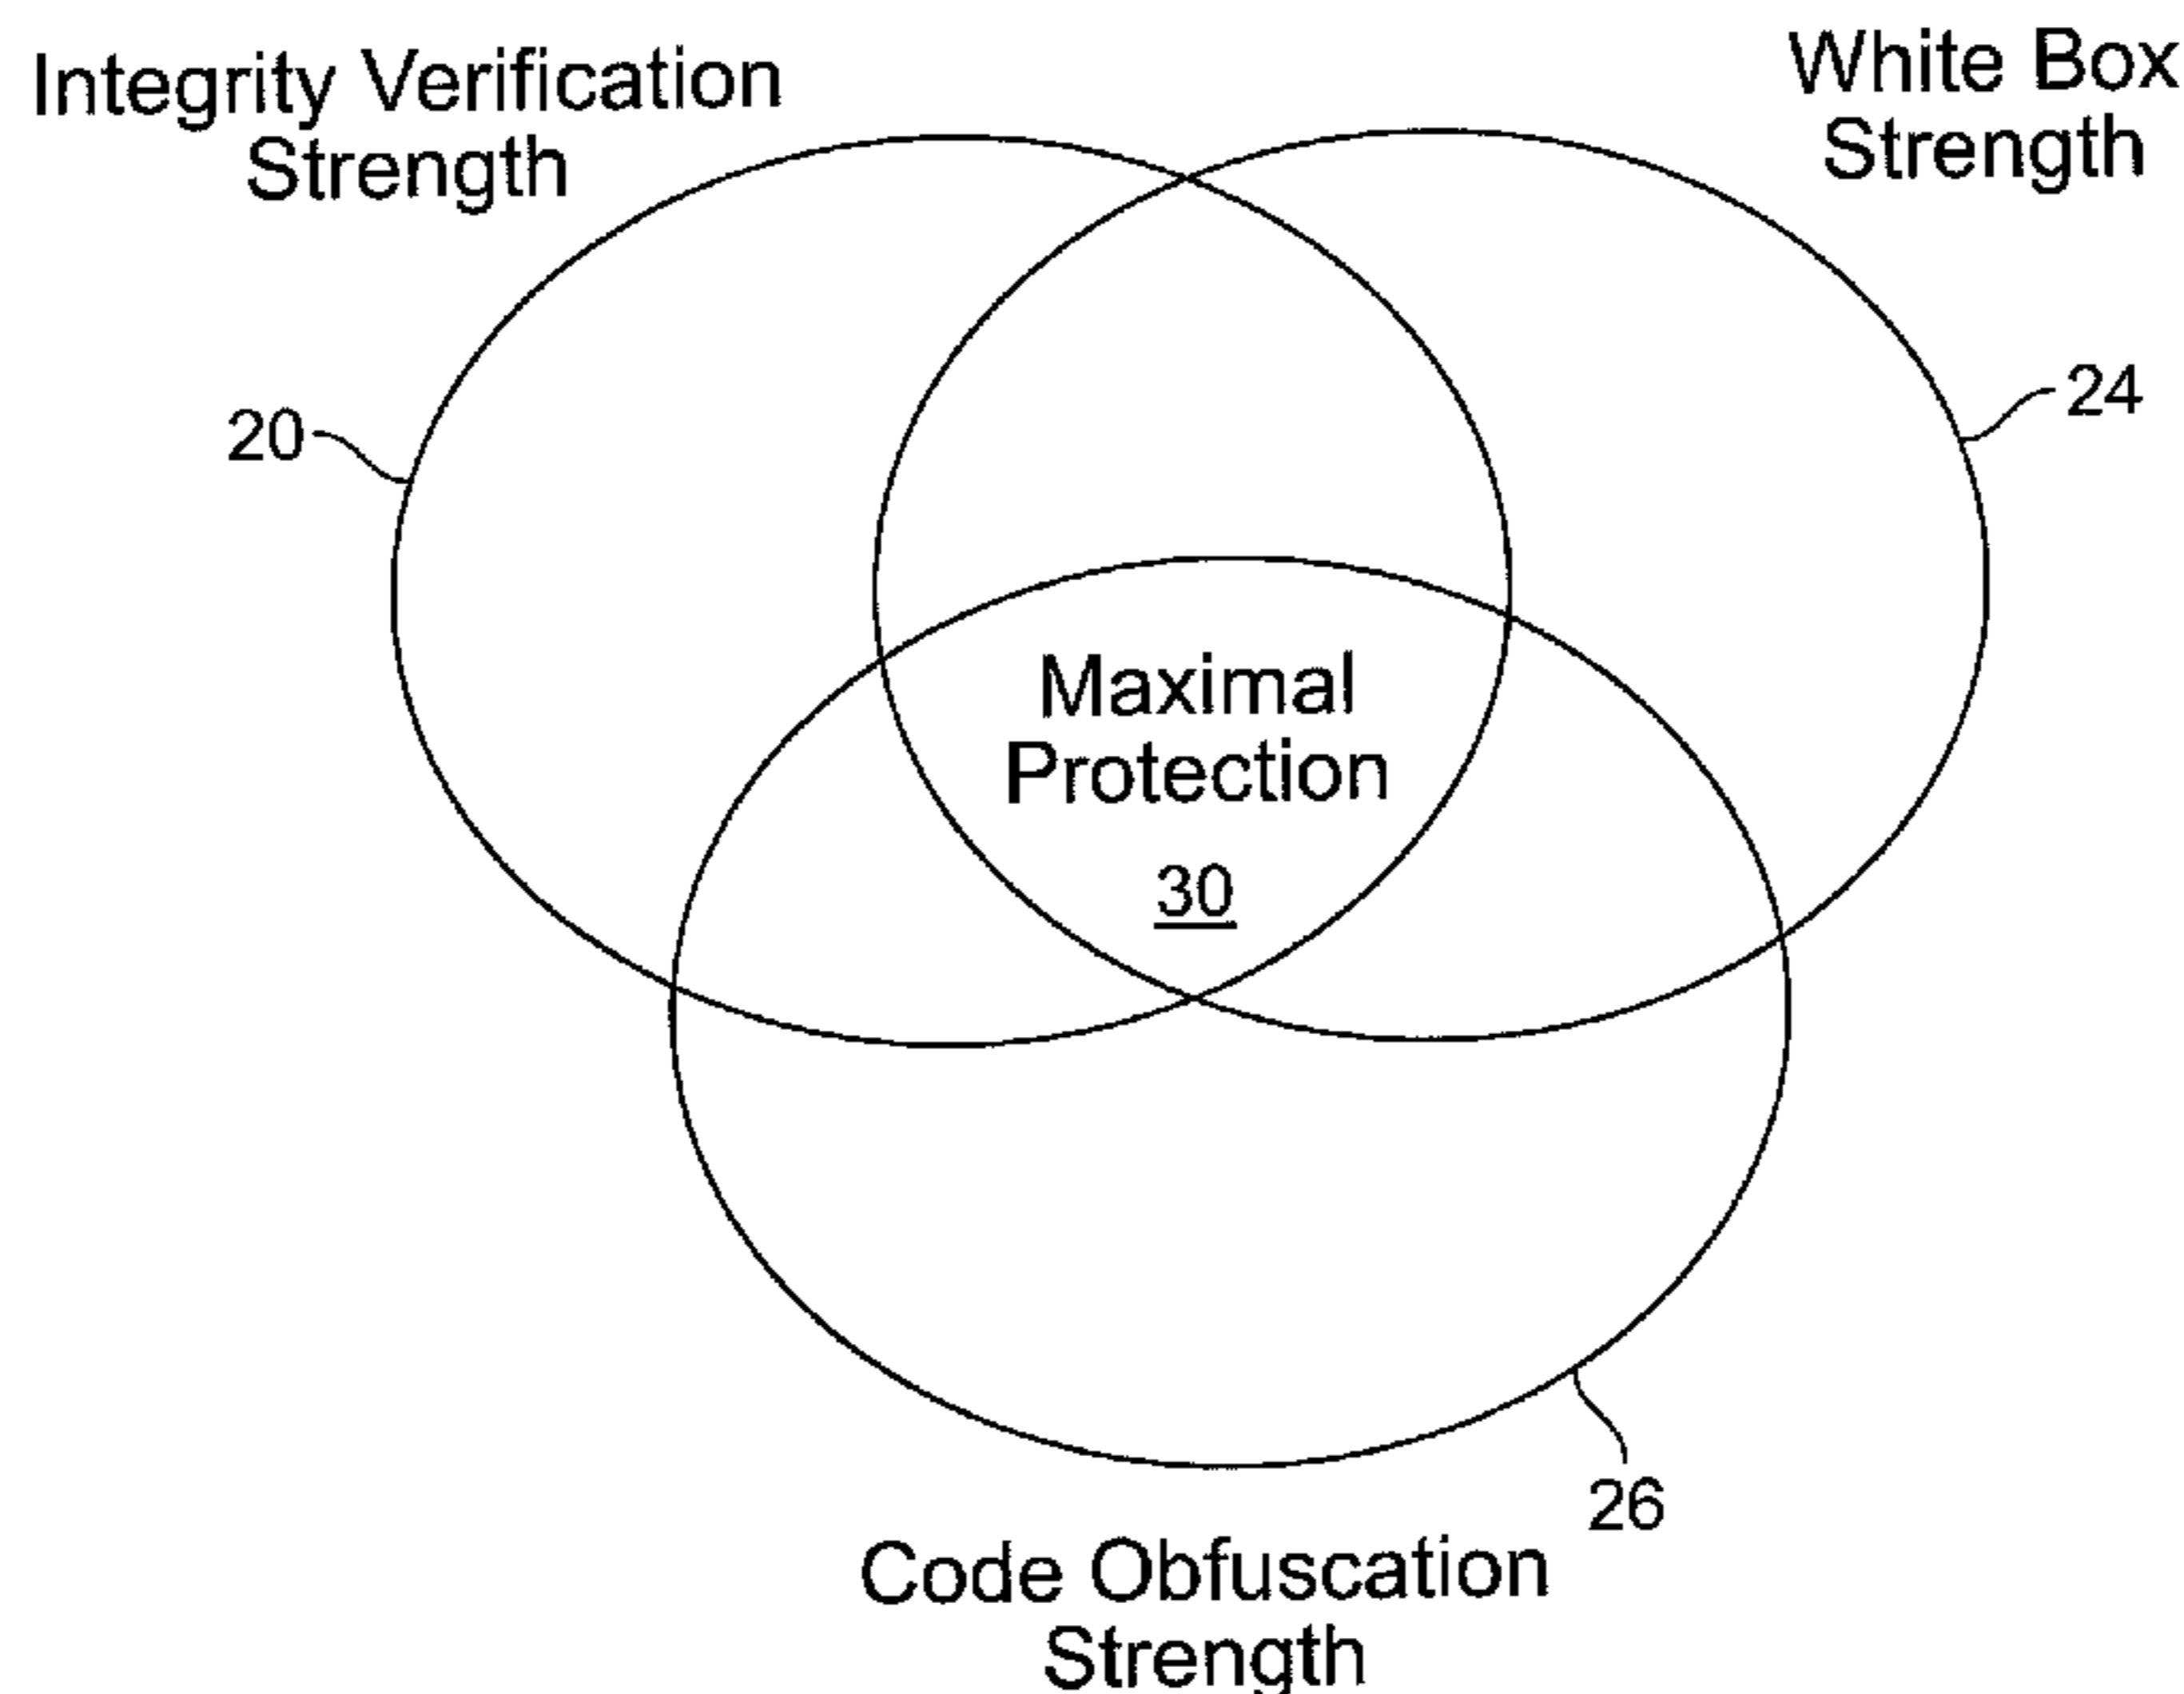 Integrity Verification
Strength
White Box
Strength
20
24
Maximal
Protection
30
26
Code Obfuscation
Strength